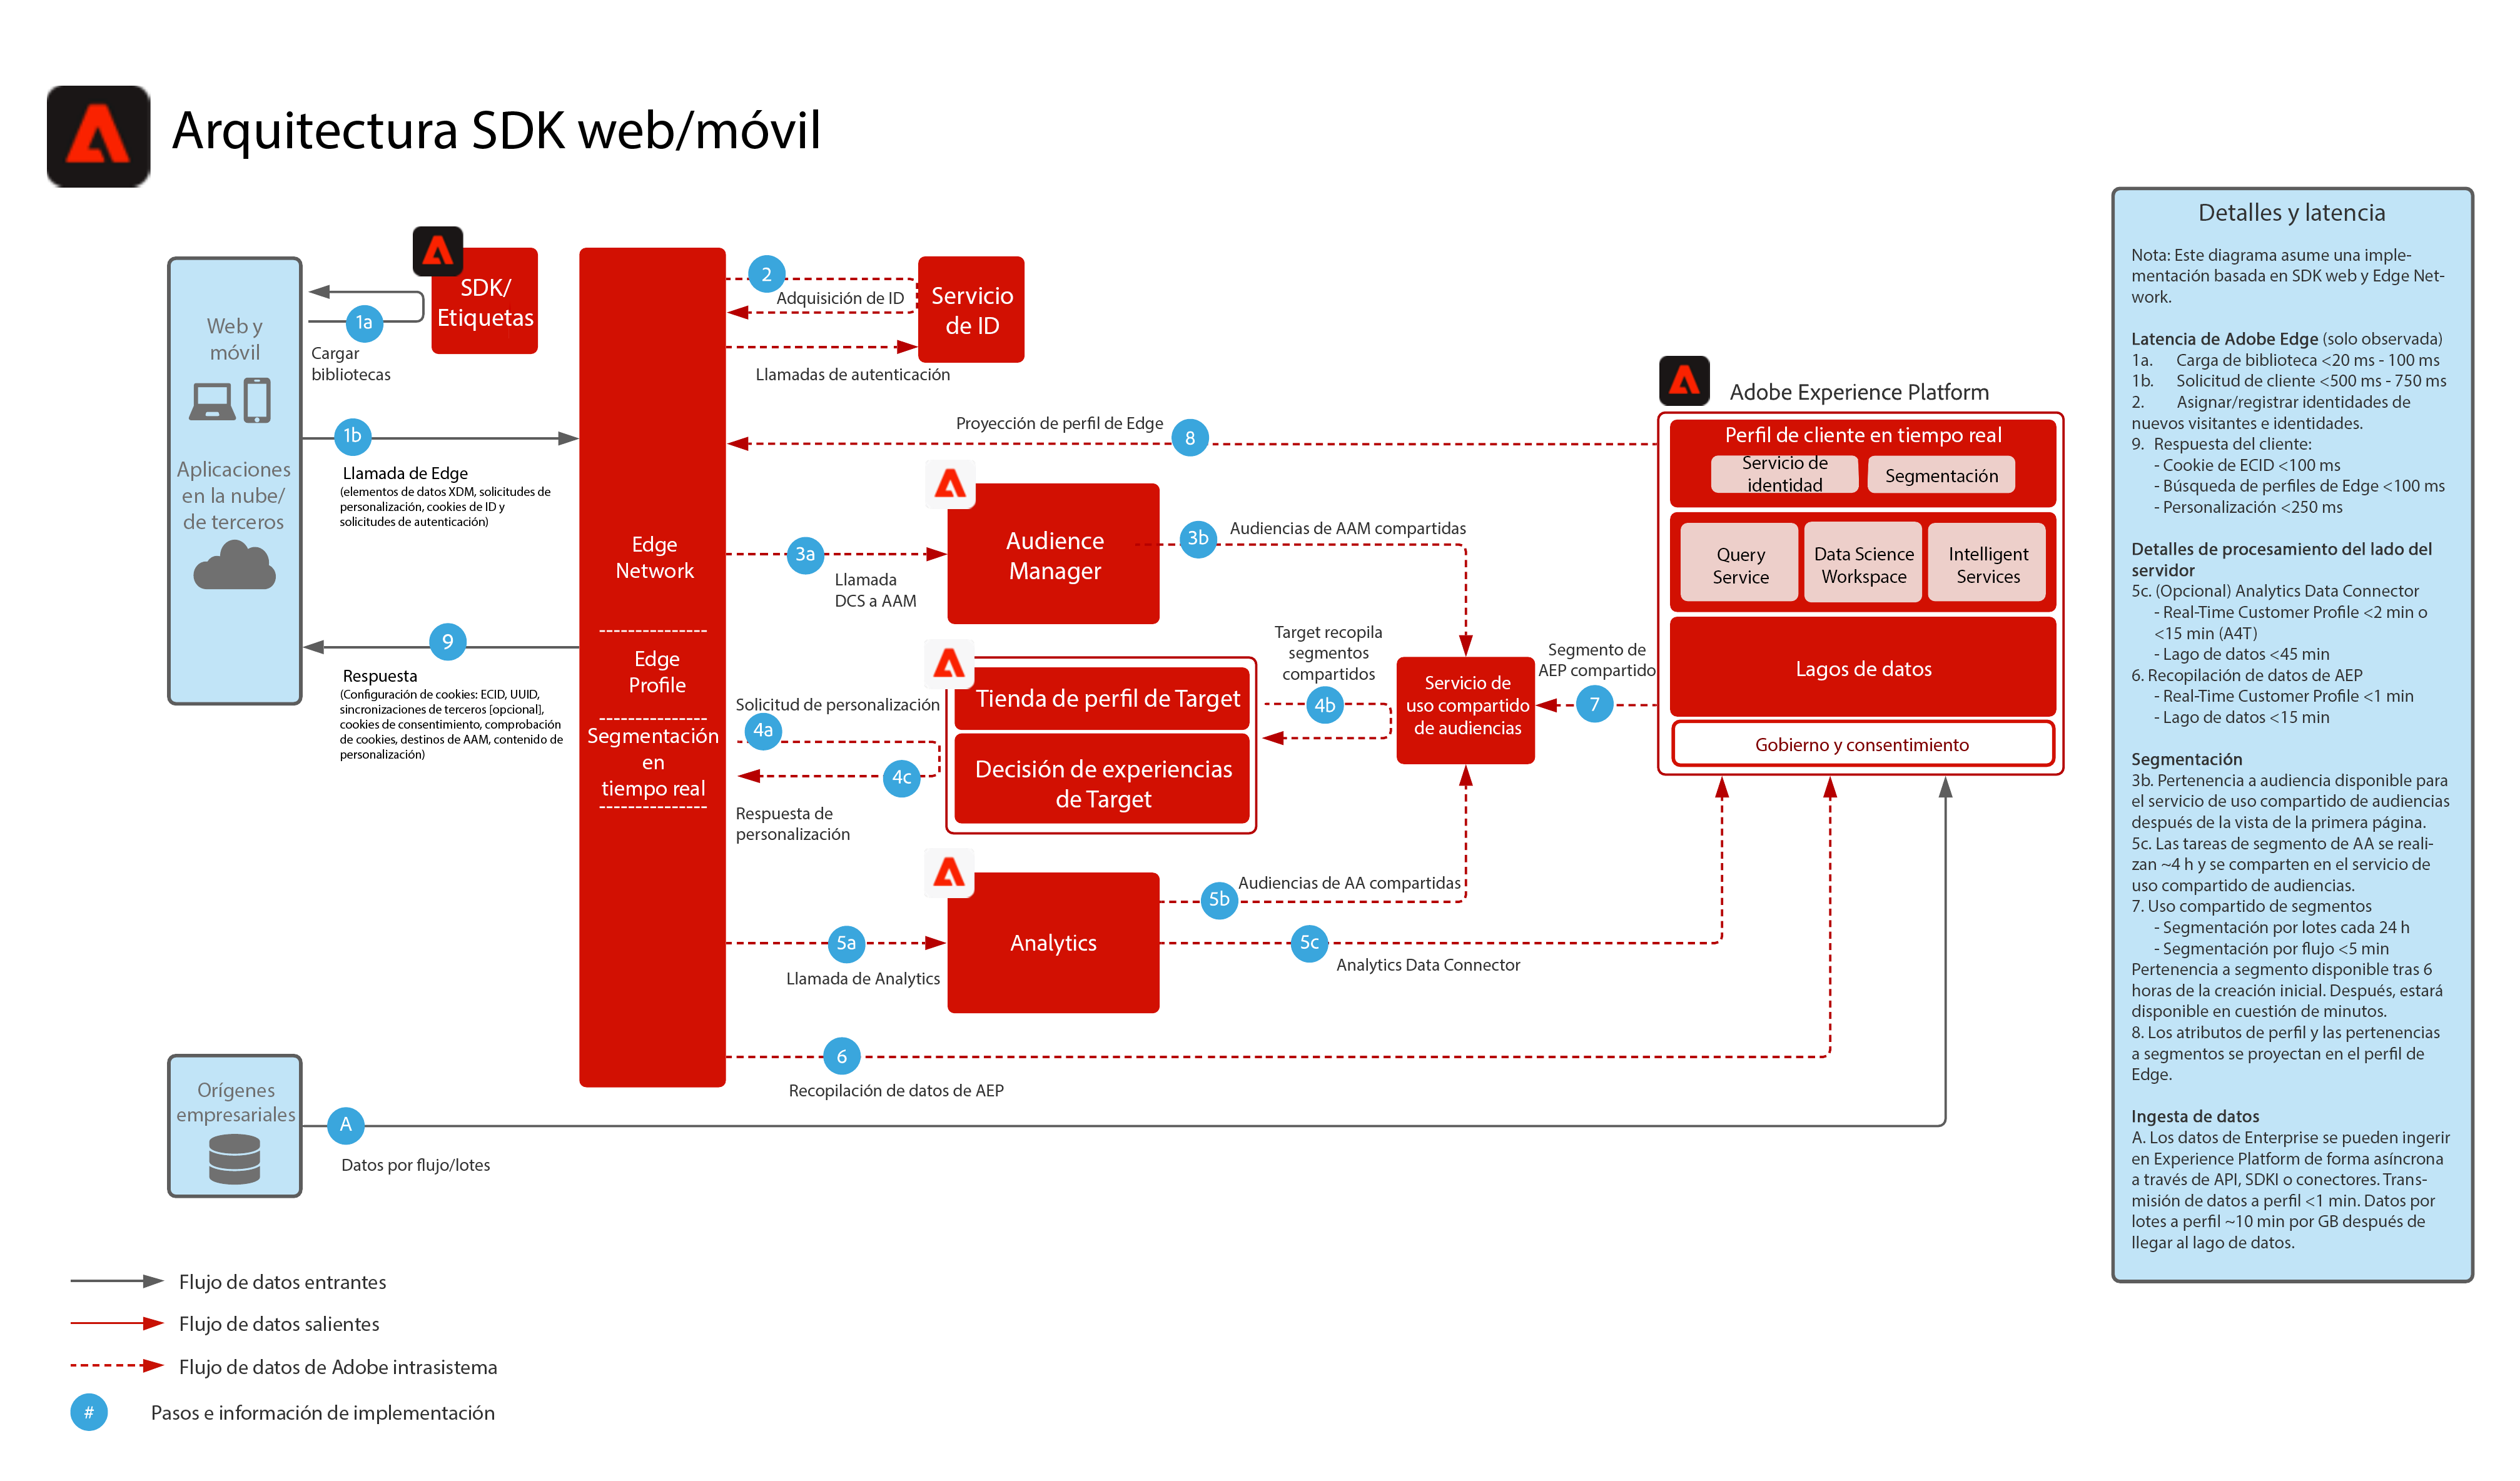 Arquitectura SDK web/móvil
Web y
móvil
Aplicaciones
en la nube/
de terceros
SDK/
Etiquetas
1a
Cargar
bibliotecas
1b
Llamada de Edge
(elementos de datos XDM, solicitudes de
personalización, cookies de ID y
solicitudes de autenticación)
9
Respuesta
(Configuración de cookies: ECID, UUID,
sincronizaciones de terceros [opcional],
cookies de consentimiento, comprobación
de cookies, destinos de AAM, contenido de
personalización)
Edge
Network
Edge
Profile
Segmentación
en
tiempo real
2
Adquisición de ID
Llamadas de autenticación
Servicio
de ID
Proyección de perfil de Edge
8
3a
Llamada
DCS a AAM
Audience
Manager
3b
Audiencias de AAM compartidas
Solicitud de personalización
4a
4c
Respuesta de
personalización
Tienda de perfil de Target
Decisión de experiencias
de Target
Target recopila
segmentos
compartidos
4b
Servicio de
uso compartido
de audiencias
Segmento de
AEP compartido
7
5a
Llamada de Analytics
Analytics
5b
Audiencias de AA compartidas
5c
Analytics Data Connector
6
Recopilación de datos de AEP
Adobe Experience Platform
Perfil de cliente en tiempo real
Servicio de
identidad
Segmentación
Query
Service
Data Science
Workspace
Intelligent
Services
Lagos de datos
Gobierno y consentimiento
Orígenes
empresariales
A
Datos por flujo/lotes
Flujo de datos entrantes
Flujo de datos salientes
Flujo de datos de Adobe intrasistema
#
Pasos e información de implementación
Detalles y latencia
Nota: Este diagrama asume una imple-
mentación basada en SDK web y Edge Net-
work.
Latencia de Adobe Edge (solo observada)
1a. Carga de biblioteca <20 ms - 100 ms
1b. Solicitud de cliente <500 ms - 750 ms
2. Asignar/registrar identidades de
nuevos visitantes e identidades.
9. Respuesta del cliente:
- Cookie de ECID <100 ms
- Búsqueda de perfiles de Edge <100 ms
- Personalización <250 ms
Detalles de procesamiento del lado del
servidor
5c. (Opcional) Analytics Data Connector
- Real-Time Customer Profile <2 min o
<15 min (A4T)
- Lago de datos <45 min
6. Recopilación de datos de AEP
- Real-Time Customer Profile <1 min
- Lago de datos <15 min
Segmentación
3b. Pertenencia a audiencia disponible para
el servicio de uso compartido de audiencias
después de la vista de la primera página.
5c. Las tareas de segmento de AA se reali-
zan ~4 h y se comparten en el servicio de
uso compartido de audiencias.
7. Uso compartido de segmentos
- Segmentación por lotes cada 24 h
- Segmentación por flujo <5 min
Pertenencia a segmento disponible tras 6
horas de la creación inicial. Después, estará
disponible en cuestión de minutos.
8. Los atributos de perfil y las pertenencias
a segmentos se proyectan en el perfil de
Edge.
Ingesta de datos
A. Los datos de Enterprise se pueden ingerir
en Experience Platform de forma asíncrona
a través de API, SDKI o conectores. Trans-
misión de datos a perfil <1 min. Datos por
lotes a perfil ~10 min por GB después de
llegar al lago de datos.